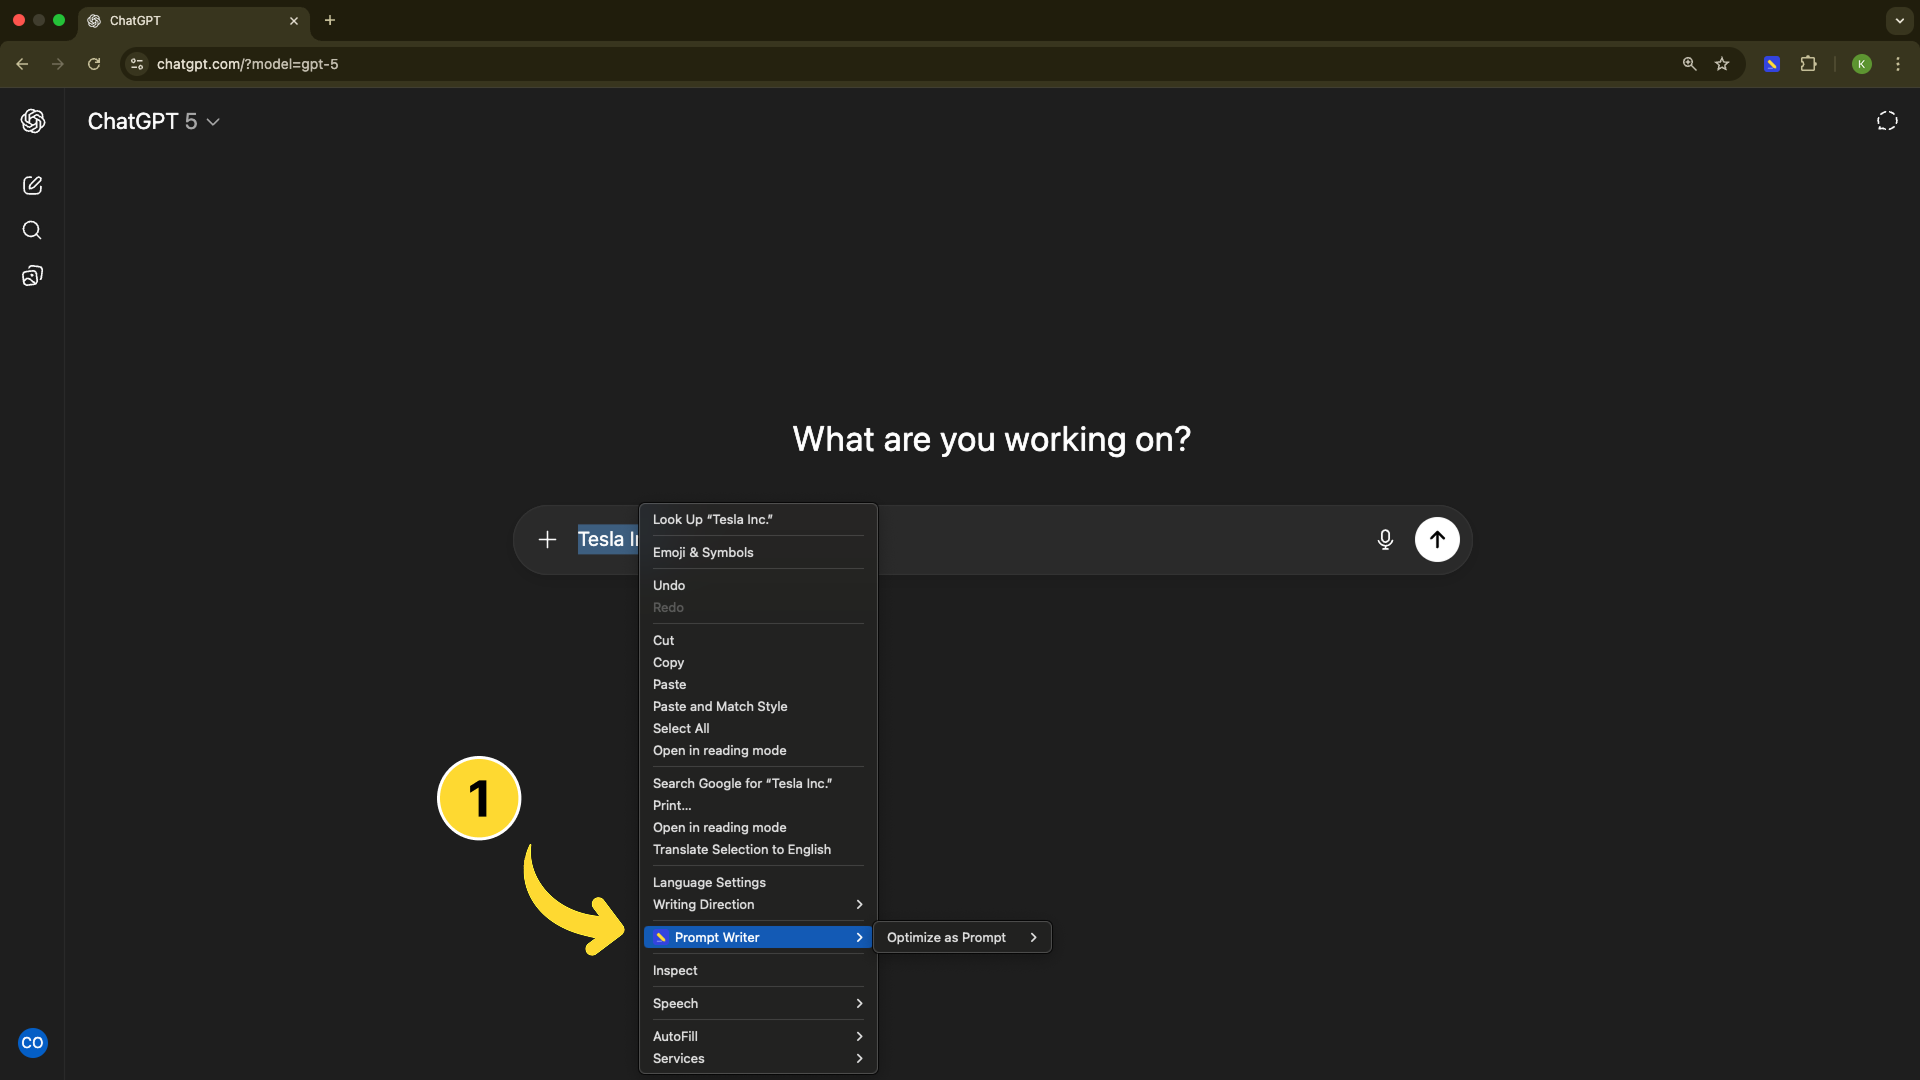 ChatGPT
chatgpt.com/?model=gpt-5
K
ChatGPT 5
What are you working on?
Tesla I
Look Up “Tesla Inc.”
Emoji & Symbols
Undo
Redo
Cut
Copy
Paste
Paste and Match Style
Select All
Open in reading mode
Search Google for “Tesla Inc.”
Print...
Open in reading mode
Translate Selection to English
Language Settings
Writing Direction
Prompt Writer
Optimize as Prompt
Inspect
Speech
AutoFill
Services
1
CO